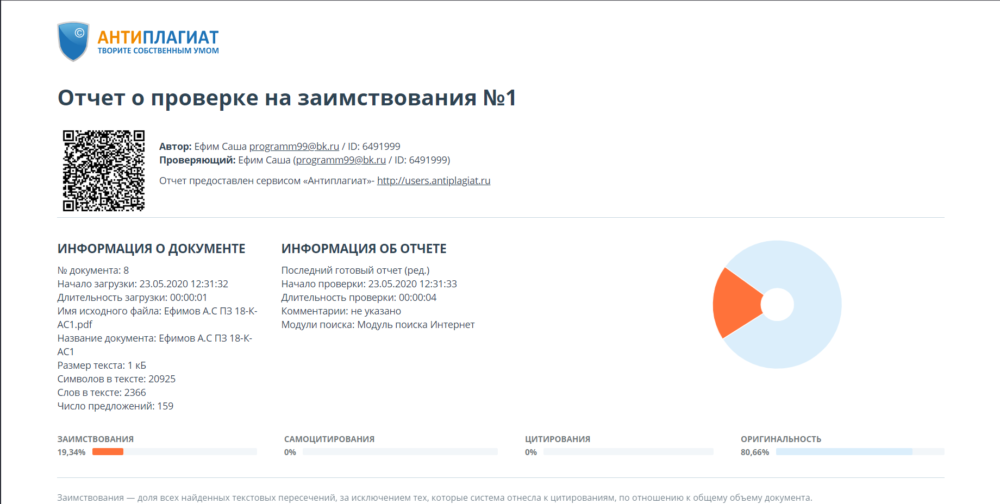 ©
АНТИПЛАГИАТ
ТВОРИТЕ СОБСТВЕННЫМ УМОМ
Отчет о проверке на заимствования №1
Автор: Ефим Саша programm99@bk.ru / ID: 6491999
Проверяющий: Ефим Саша (programm99@bk.ru / ID: 6491999)
Отчет предоставлен сервисом «Антиплагиат»- http://users.antiplagiat.ru
ИНФОРМАЦИЯ О ДОКУМЕНТЕ
№ документа: 8
Начало загрузки: 23.05.2020 12:31:32
Длительность загрузки: 00:00:01
Имя исходного файла: Ефимов А.С ПЗ 18-К-
АС1.pdf
Название документа: Ефимов А.С ПЗ 18-К-
АС1
Размер текста: 1 кБ
Символов в тексте: 20925
Слов в тексте: 2366
Число предложений: 159
ИНФОРМАЦИЯ ОБ ОТЧЕТЕ
Последний готовый отчет (ред.)
Начало проверки: 23.05.2020 12:31:33
Длительность проверки: 00:00:04
Комментарии: не указано
Модули поиска: Модуль поиска Интернет
ЗАИМСТВОВАНИЯ
19,34%
САМОЦИТИРОВАНИЯ
0%
ЦИТИРОВАНИЯ
0%
ОРИГИНАЛЬНОСТЬ
80,66%
Заимствования — доля всех найденных текстовых пересечений, за исключением тех, которые система отнесла к цитированиям, по отношению к общему объему документа.